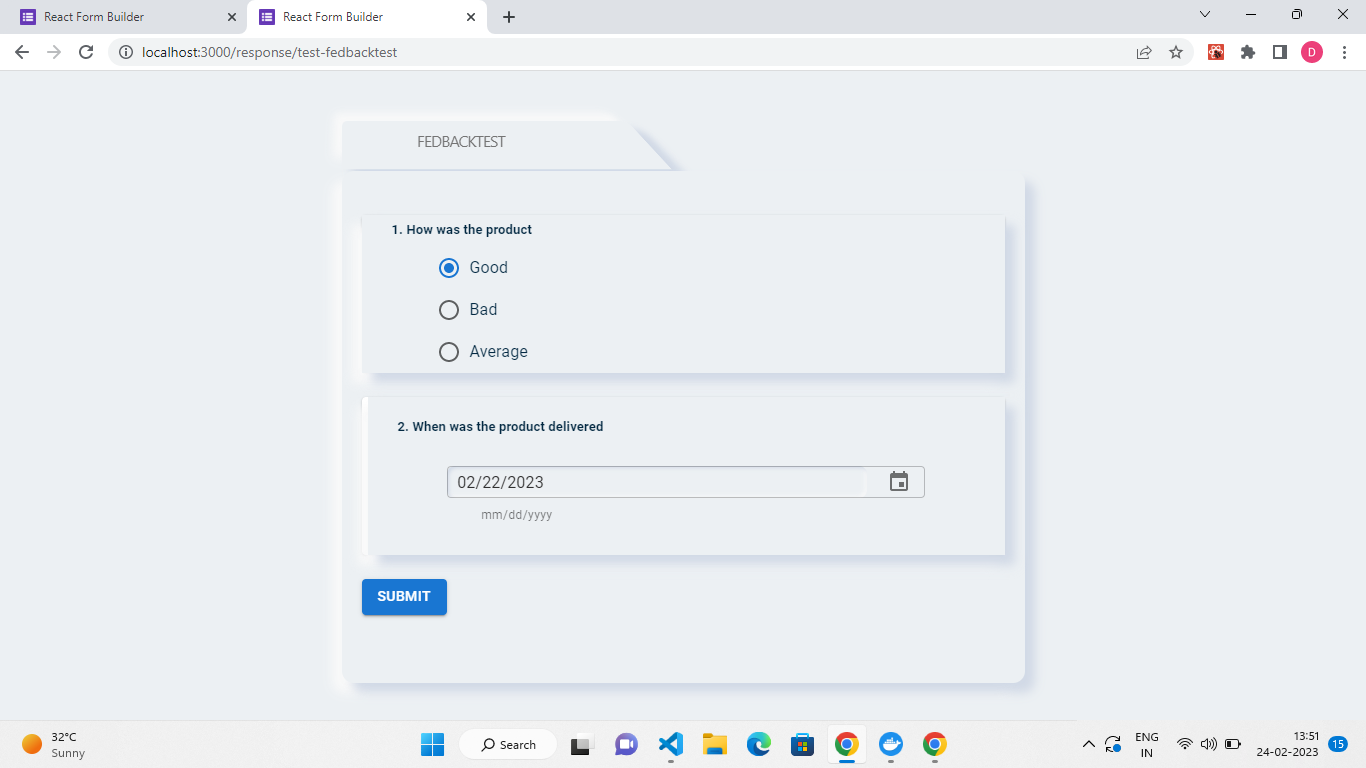 React Form Builder
React Form Builder
localhost:3000/response/test-fedbacktest
D
FEDBACKTEST
1. How was the product
Good
Bad
Average
2. When was the product delivered
02/22/2023
mm/dd/yyyy
SUBMIT
32°C
Sunny
Search
ENG
IN
13:51
24-02-2023
15